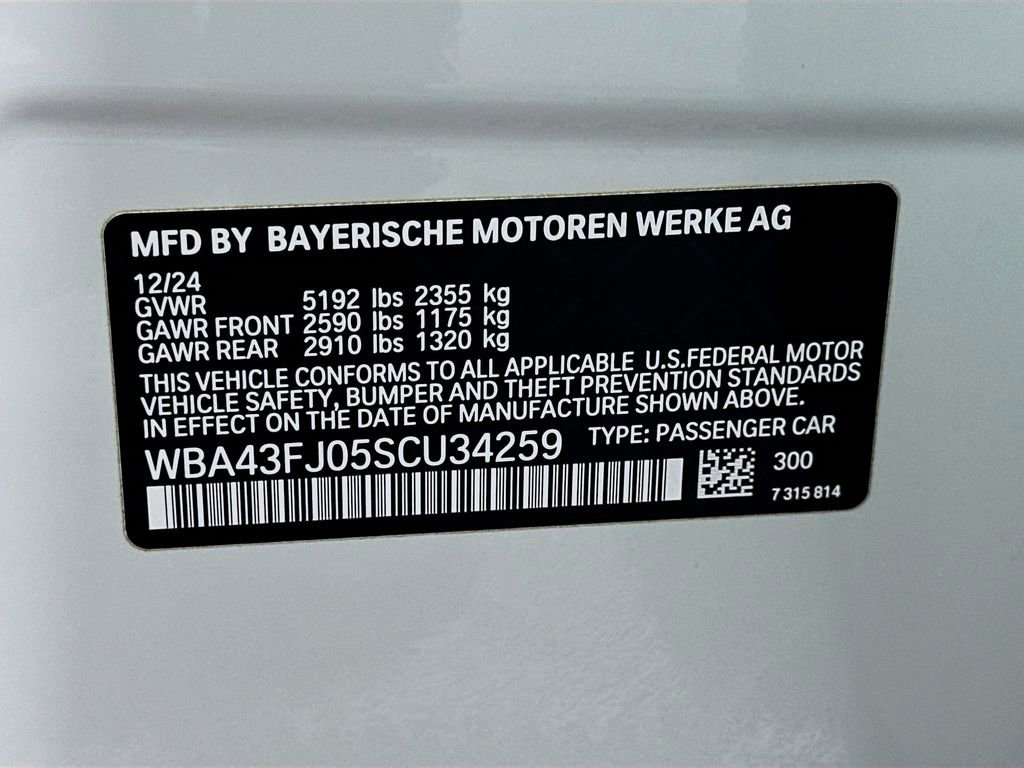 MFD BY BAYERISCHE MOTOREN WERKE AG
12/24
GVWR 5192 lbs 2355 kg
GAWR FRONT 2590 lbs 1175 kg
GAWR REAR 2910 lbs 1320 kg
THIS VEHICLE CONFORMS TO ALL APPLICABLE U.S.FEDERAL MOTOR
VEHICLE SAFETY, BUMPER AND THEFT PREVENTION STANDARDS
IN EFFECT ON THE DATE OF MANUFACTURE SHOWN ABOVE.
WBA43FJ05SCU34259 TYPE: PASSENGER CAR
300
7 315 814